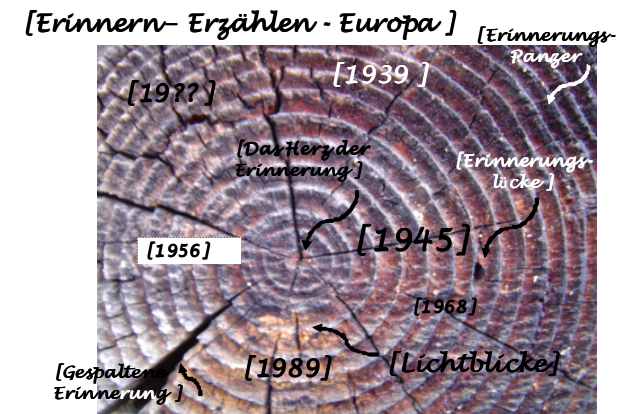 [Erinnern– Erzählen - Europa ]
[Erinnerungs-
Panzer
[1939 ]
[19?? ]
[Das Herz der
Erinnerung ]
[Erinnerungs-
lücke ]
[1945]
[1956]
[1968]
[1989]
[Lichtblicke]
[Gespaltene
Erinnerung ]